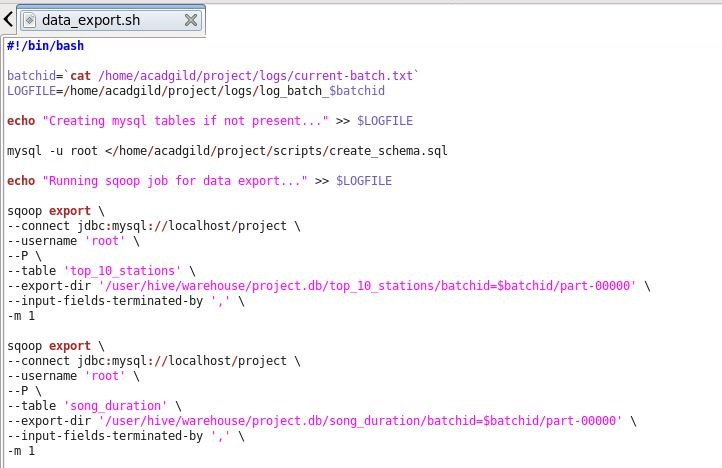 data_export.sh
#!/bin/bash
batchid=`cat /home/acadgild/project/logs/current-batch.txt`
LOGFILE=/home/acadgild/project/logs/log_batch_$batchid
echo "Creating mysql tables if not present..." >> $LOGFILE
mysql -u root </home/acadgild/project/scripts/create_schema.sql
echo "Running sqoop job for data export..." >> $LOGFILE
sqoop export \
--connect jdbc:mysql://localhost/project \
--username 'root' \
--P \
--table 'top_10_stations' \
--export-dir '/user/hive/warehouse/project.db/top_10_stations/batchid=$batchid/part-00000' \
--input-fields-terminated-by ',' \
-m 1
sqoop export \
--connect jdbc:mysql://localhost/project \
--username 'root' \
--P \
--table 'song_duration' \
--export-dir '/user/hive/warehouse/project.db/song_duration/batchid=$batchid/part-00000' \
--input-fields-terminated-by ',' \
-m 1